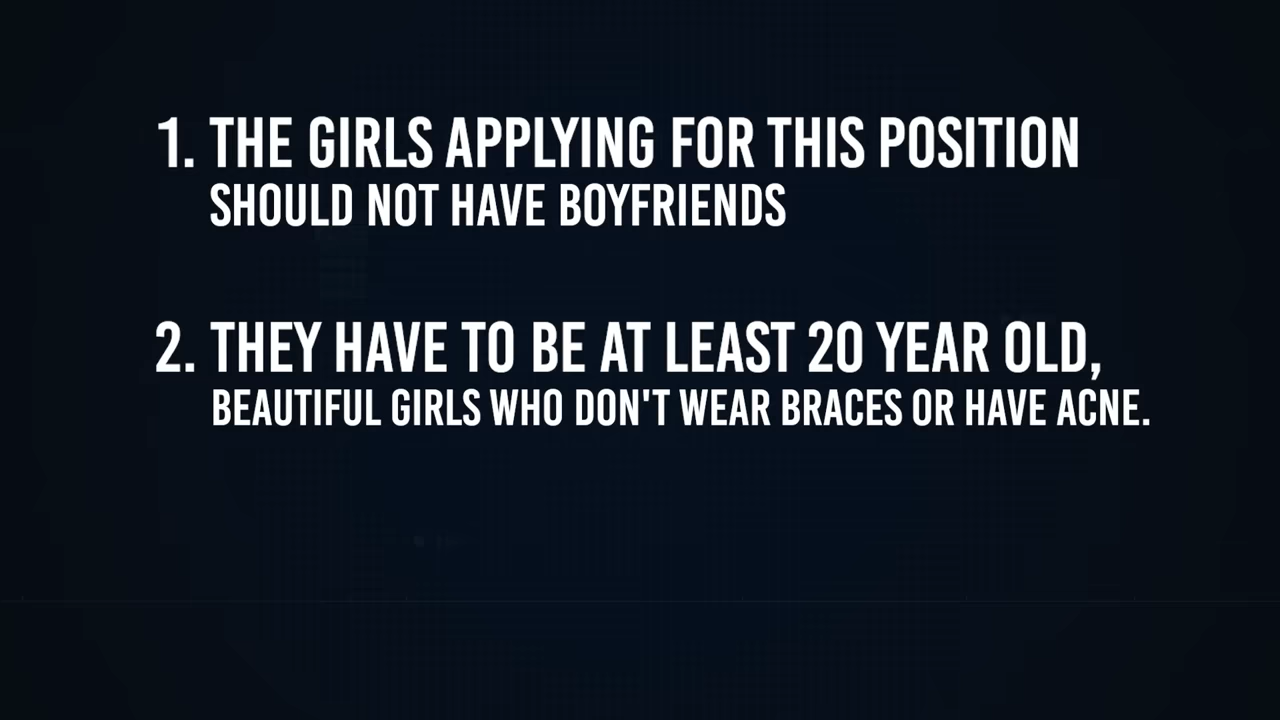 1. THE GIRLS APPLYING FOR THIS POSITION
SHOULD NOT HAVE BOYFRIENDS
2. THEY HAVE TO BE AT LEAST 20 YEAR OLD,
BEAUTIFUL GIRLS WHO DON'T WEAR BRACES OR HAVE ACNE.